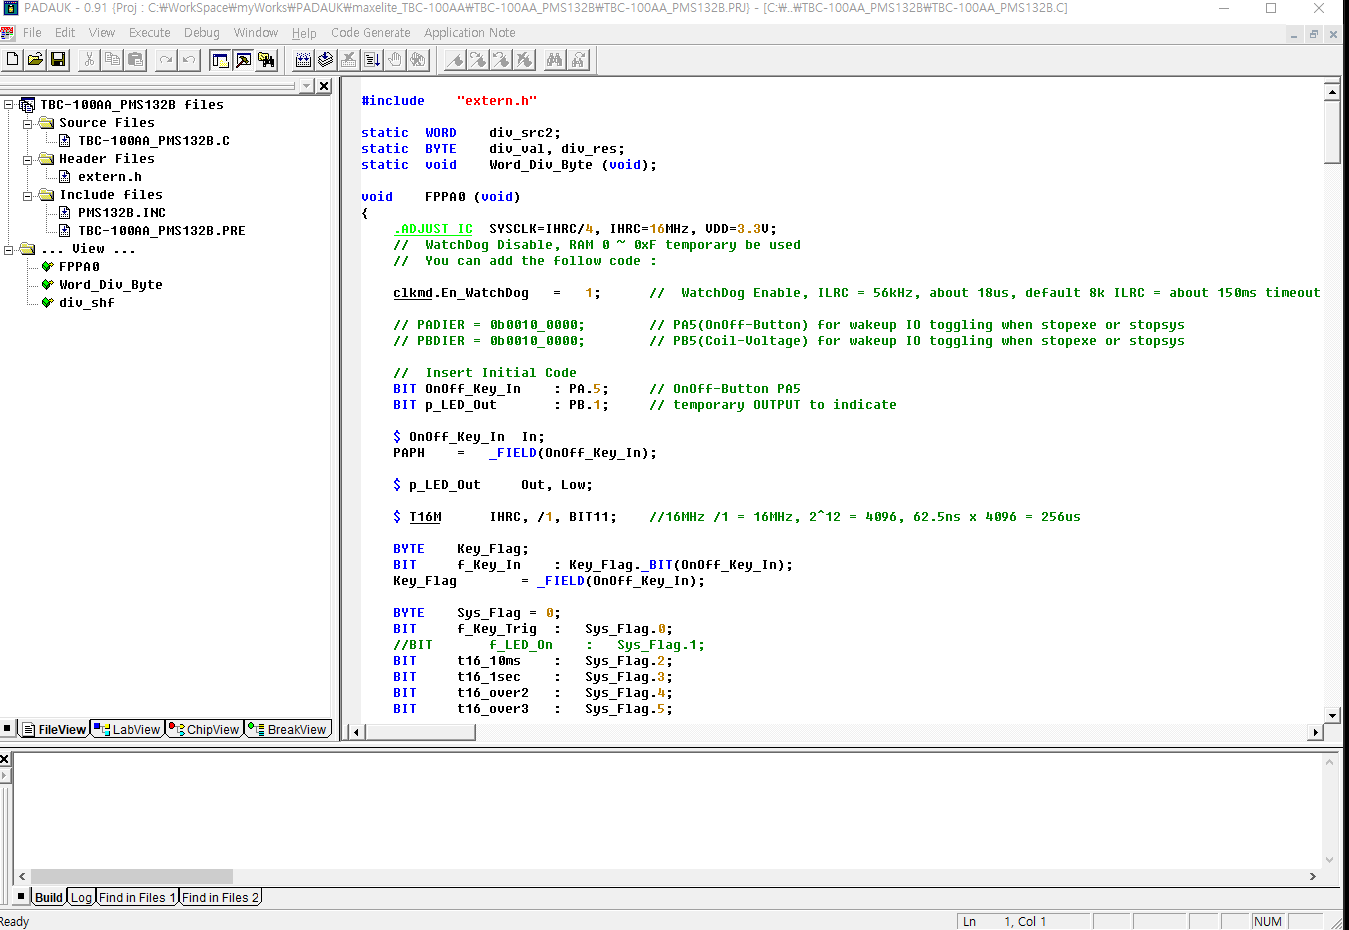 PADAUK - 0.91 {Proj : C:₩WorkSpace₩myWorks₩PADAUK₩maxelite_TBC-100AA₩TBC-100AA_PMS132B₩TBC-100AA_PMS132B.PRJ} - [C:₩..₩TBC-100AA_PMS132B₩TBC-100AA_PMS132B.C]
File Edit View Execute Debug Window Help Code Generate Application Note
TBC-100AA_PMS132B files
Source Files
TBC-100AA_PMS132B.C
Header Files
extern.h
Include files
PMS132B.INC
TBC-100AA_PMS132B.PRE
... View ...
FPPA0
Word_Div_Byte
div_shf
FileView LabView ChipView BreakView
#include "extern.h"
static WORD div_src2;
static BYTE div_val, div_res;
static void Word_Div_Byte (void);
void FPPA0 (void)
{
.ADJUST_IC SYSCLK=IHRC/4, IHRC=16MHz, VDD=3.3V;
// WatchDog Disable, RAM 0 ~ 0xF temporary be used
// You can add the follow code :
clkmd.En_WatchDog = 1; // WatchDog Enable, ILRC = 56kHz, about 18us, default 8k ILRC = about 150ms timeout
// PADIER = 0b0010_0000; // PA5(OnOff-Button) for wakeup IO toggling when stopexe or stopsys
// PBDIER = 0b0010_0000; // PB5(Coil-Voltage) for wakeup IO toggling when stopexe or stopsys
// Insert Initial Code
BIT OnOff_Key_In : PA.5; // OnOff-Button PA5
BIT p_LED_Out : PB.1; // temporary OUTPUT to indicate
$ OnOff_Key_In In;
PAPH = _FIELD(OnOff_Key_In);
$ p_LED_Out Out, Low;
$ T16M IHRC, /1, BIT11; //16MHz /1 = 16MHz, 2^12 = 4096, 62.5ns x 4096 = 256us
BYTE Key_Flag;
BIT f_Key_In : Key_Flag._BIT(OnOff_Key_In);
Key_Flag = _FIELD(OnOff_Key_In);
BYTE Sys_Flag = 0;
BIT f_Key_Trig : Sys_Flag.0;
//BIT f_LED_On : Sys_Flag.1;
BIT t16_10ms : Sys_Flag.2;
BIT t16_1sec : Sys_Flag.3;
BIT t16_over2 : Sys_Flag.4;
BIT t16_over3 : Sys_Flag.5;
Build Log Find in Files 1 Find in Files 2
Ready
Ln 1, Col 1 NUM